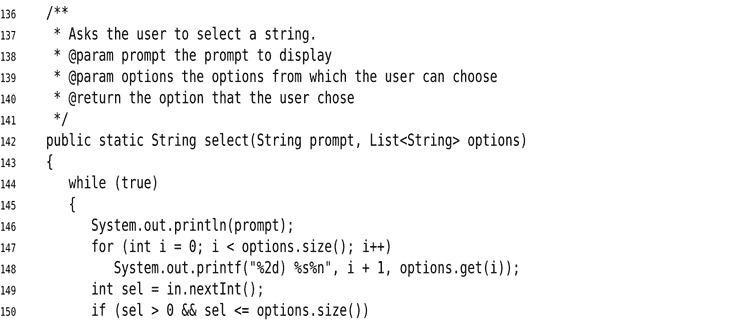 136    /**
137     * Asks the user to select a string.
138     * @param prompt the prompt to display
139     * @param options the options from which the user can choose
140     * @return the option that the user chose
141     */
142    public static String select(String prompt, List<String> options)
143    {
144       while (true)
145       {
146          System.out.println(prompt);
147          for (int i = 0; i < options.size(); i++)
148             System.out.printf("%2d) %s%n", i + 1, options.get(i));
149          int sel = in.nextInt();
150          if (sel > 0 && sel <= options.size())